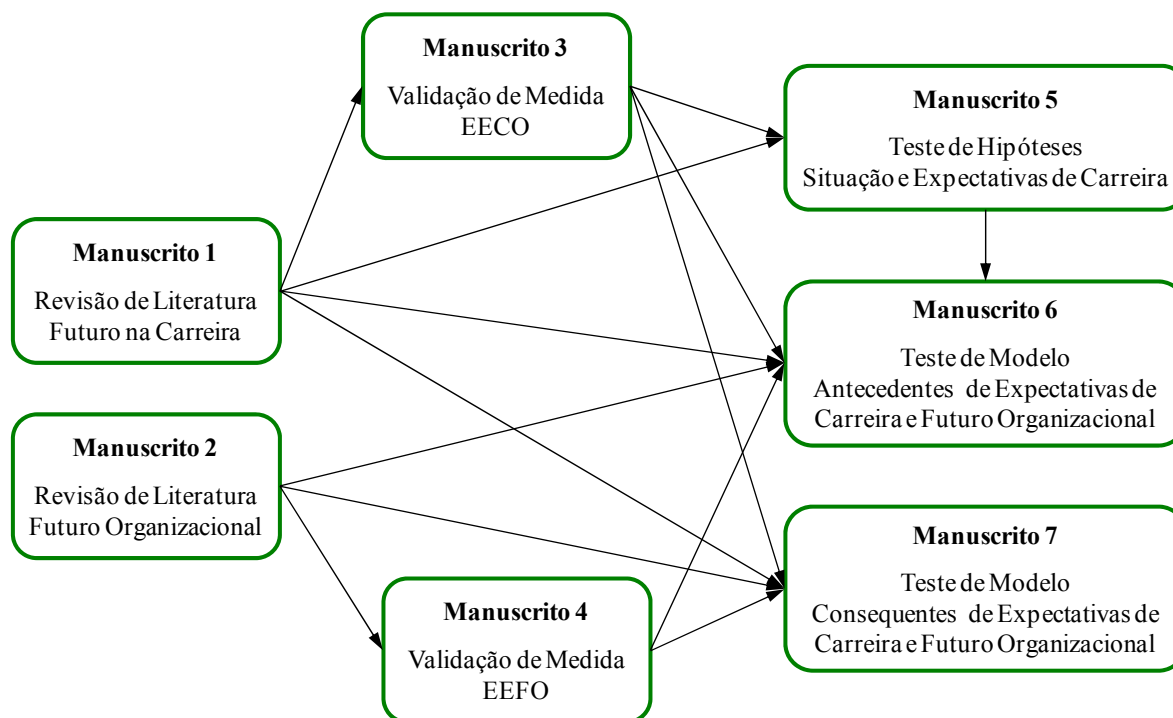 Manuscrito 1
Revisão de Literatura
Futuro na Carreira
Manuscrito 2
Revisão de Literatura
Futuro Organizacional
Manuscrito 3
Validação de Medida
EECO
Manuscrito 4
Validação de Medida
EEFO
Manuscrito 5
Teste de Hipóteses
Situação e Expectativas de Carreira
Manuscrito 6
Teste de Modelo
Antecedentes de Expectativas de
Carreira e Futuro Organizacional
Manuscrito 7
Teste de Modelo
Consequentes de Expectativas de
Carreira e Futuro Organizacional